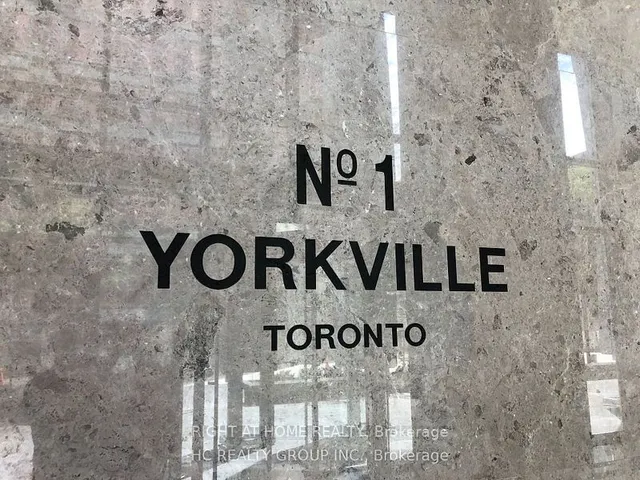 Nº 1
YORKVILLE
TORONTO
RIGHT AT HOME REALTY, Brokerage
HC REALTY GROUP INC., Brokerage